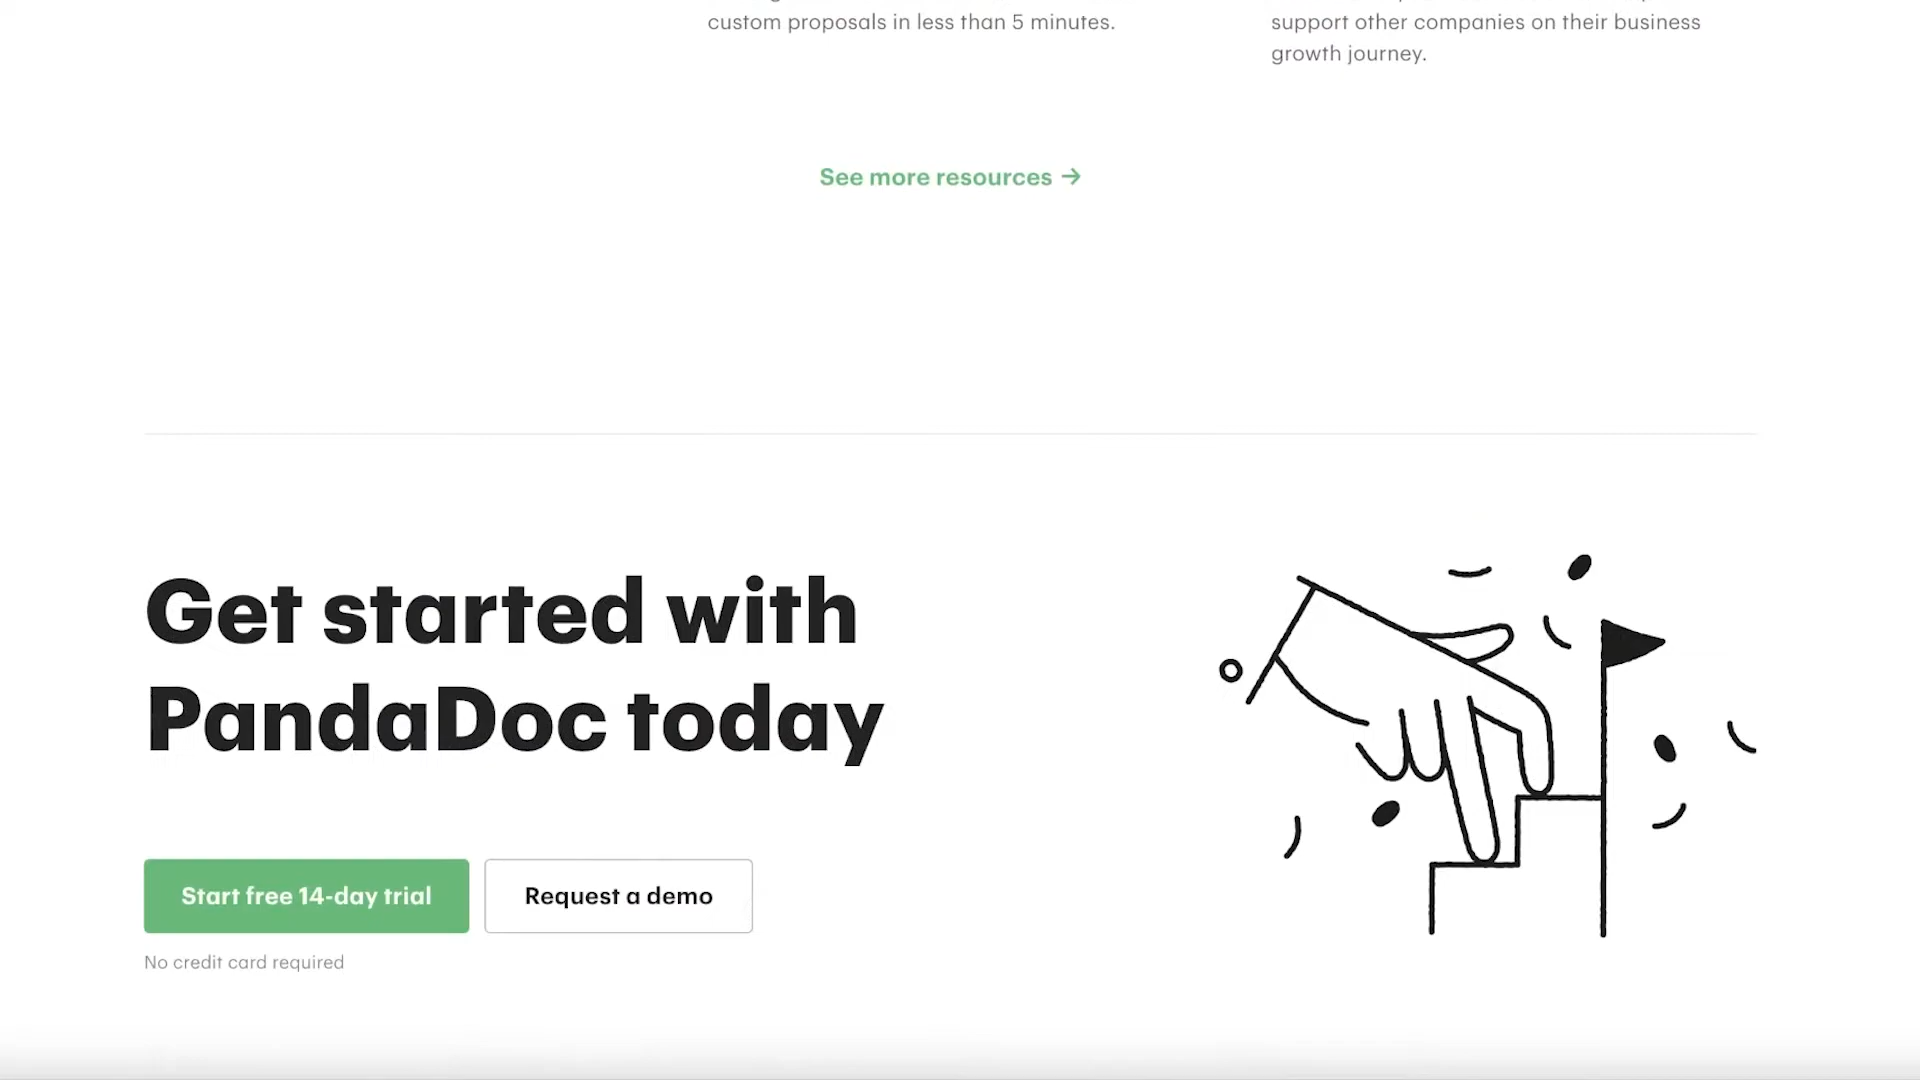 custom proposals in less than 5 minutes.
support other companies on their business
growth journey.
See more resources →
Get started with
PandaDoc today
Start free 14-day trial
Request a demo
No credit card required